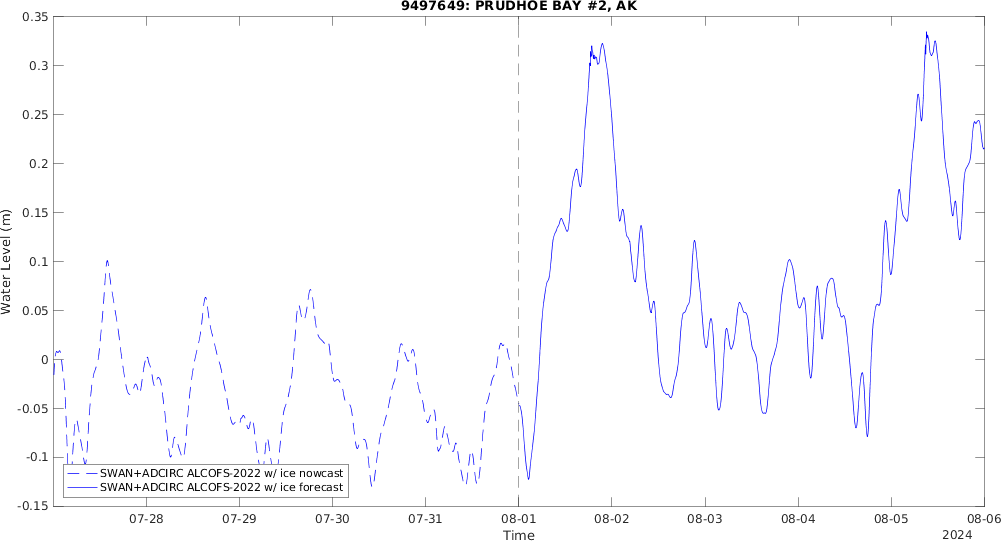 9497649: PRUDHOE BAY #2, AK
0.35
0.3
0.25
0.2
0.15
0.1
0.05
0
-0.05
-0.1
-0.15
Water Level (m)
SWAN+ADCIRC ALCOFS-2022 w/ ice nowcast
SWAN+ADCIRC ALCOFS-2022 w/ ice forecast
07-28 07-29 07-30 07-31 08-01 08-02 08-03 08-04 08-05 08-06
Time
2024